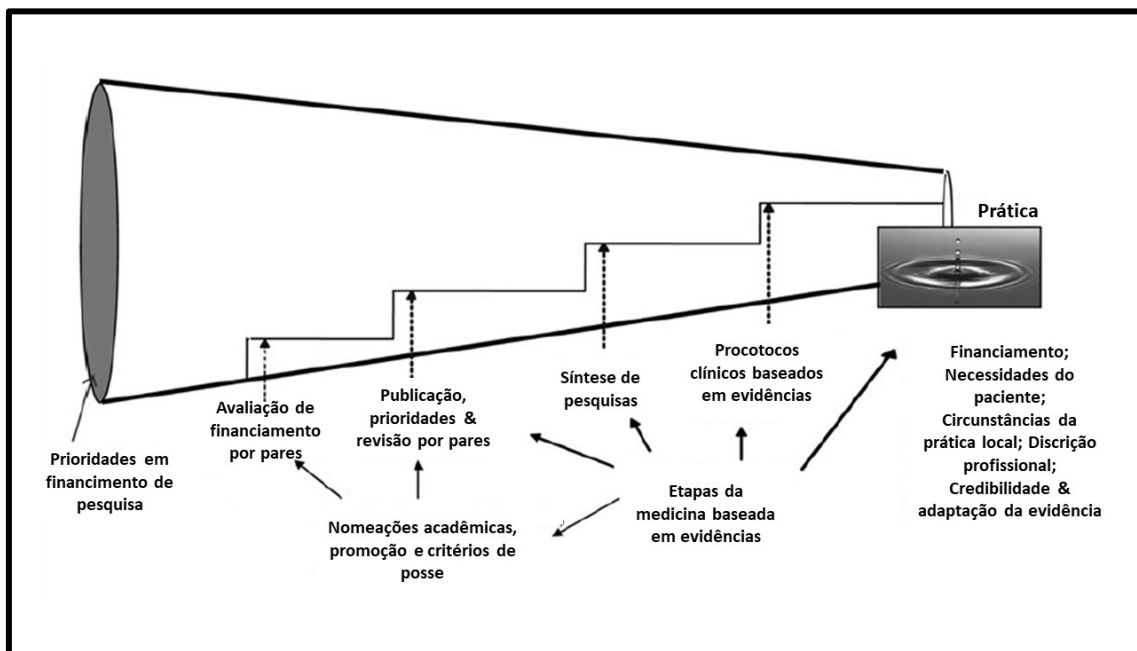 Prática
Procotocos
clínicos baseados
em evidências
Síntese de
pesquisas
Publicação,
prioridades &
revisão por pares
Avaliação de
financiamento
por pares
Prioridades em
financimento de
pesquisa
Nomeações acadêmicas,
promoção e critérios de
posse
Etapas da
medicina baseada
em evidências
Financiamento;
Necessidades do
paciente;
Circunstâncias da
prática local; Discrição
profissional;
Credibilidade &
adaptação da evidência